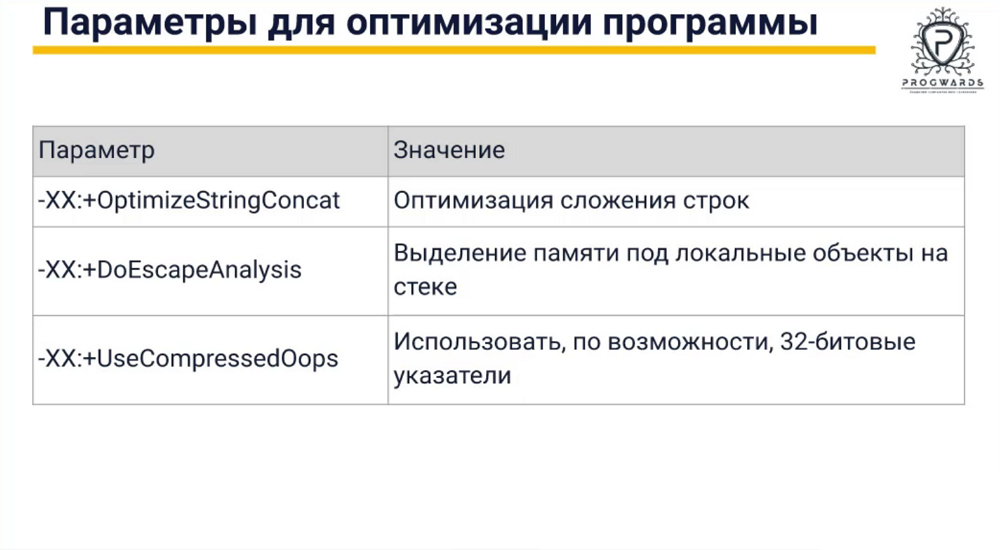 Параметры для оптимизации программы
PROGWARDS
Параметр
Значение
-XX:+OptimizeStringConcat
Оптимизация сложения строк
-XX:+DoEscapeAnalysis
Выделение памяти под локальные объекты на
стеке
-XX:+UseCompressedOops
Использовать, по возможности, 32-битовые
указатели